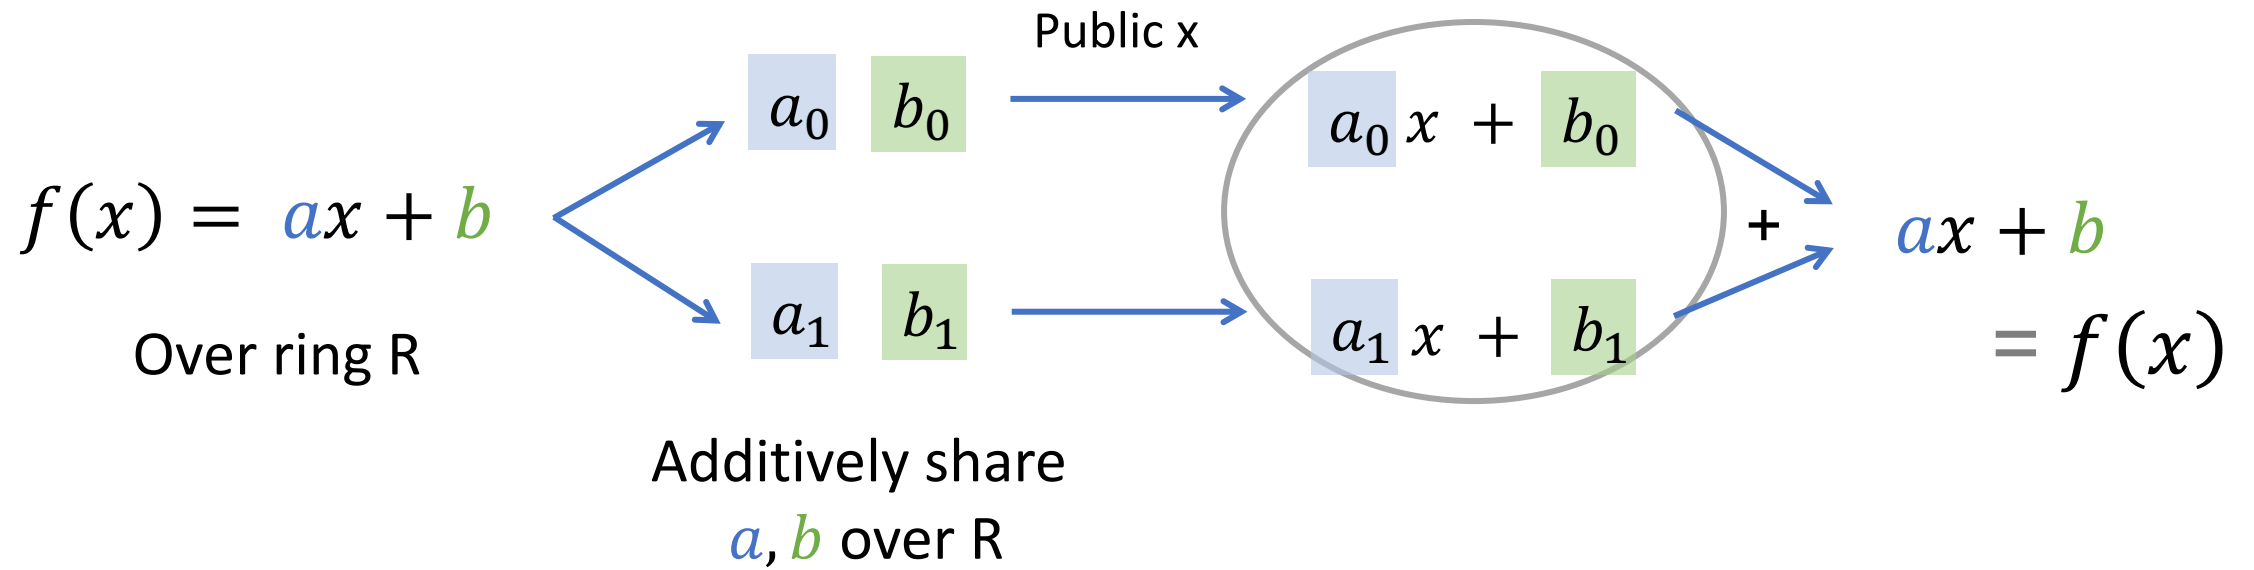 f(x) = ax + b
Over ring R
a₀ b₀
a₁ b₁
Additively share
a, b over R
Public x
a₀ x + b₀
a₁ x + b₁
+
ax + b
= f(x)